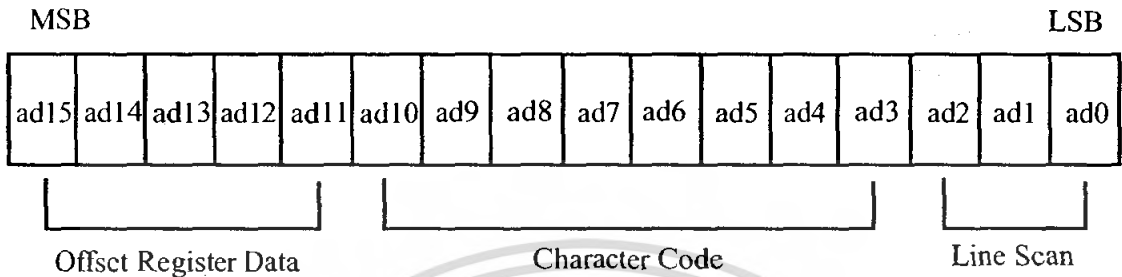 MSB LSB
ad15 ad14 ad13 ad12 ad11 ad10 ad9 ad8 ad7 ad6 ad5 ad4 ad3 ad2 ad1 ad0
Offset Register Data Character Code Line Scan